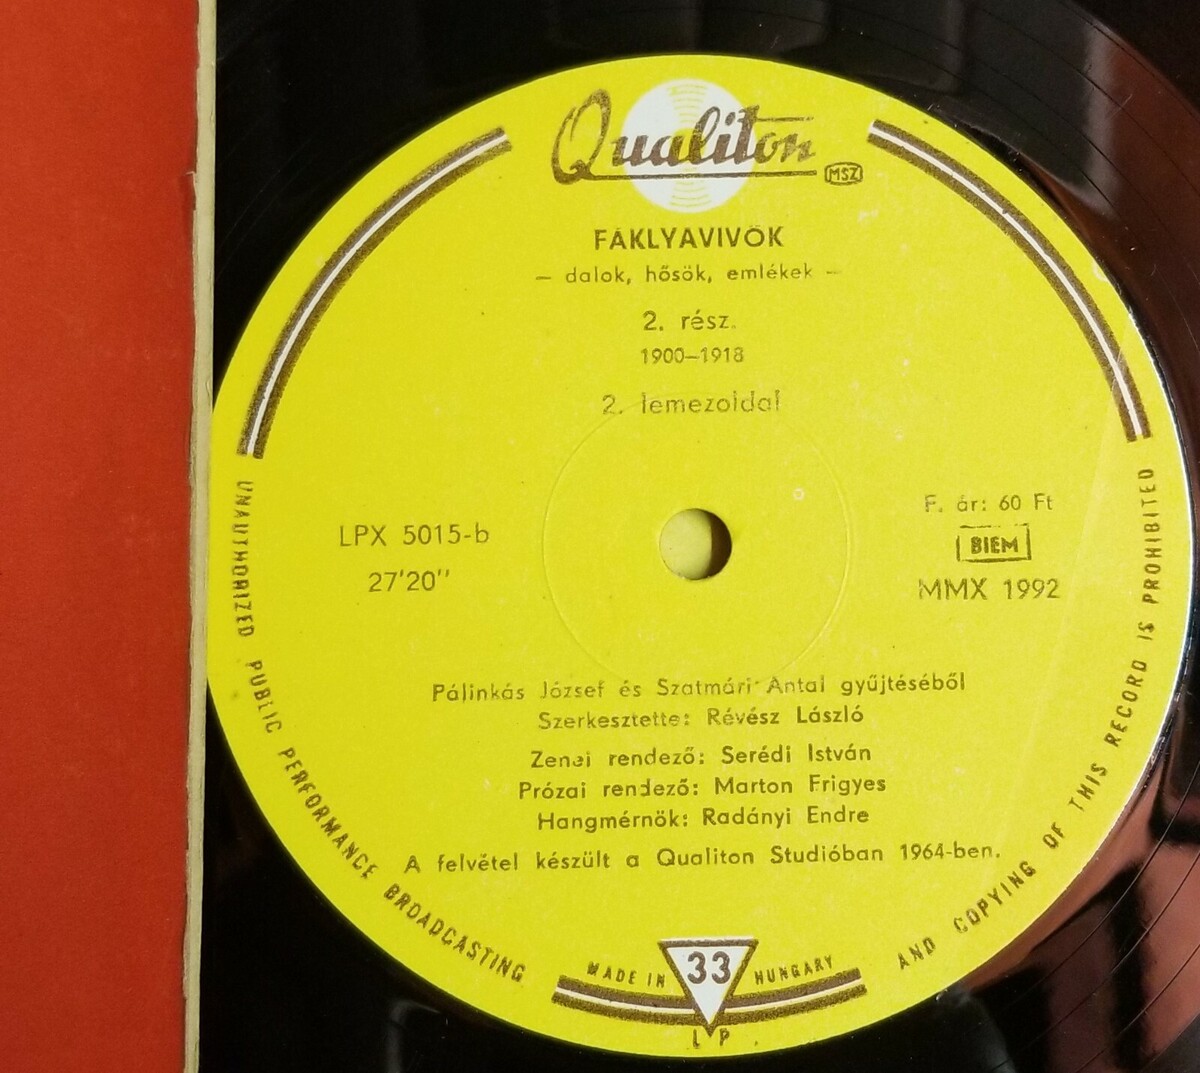 Qualiton
MSZ
FÁKLYAVIVŐK
— dalok, hősök, emlékek —
2. rész.
1900—1918
2. lemezoldal
LPX 5015-b
27'20''
F. ár: 60 Ft
BIEM
MMX 1992
Pálinkás József és Szatmári Antal gyűjtéséből
Szerkesztette: Révész László
Zenei rendező: Serédi István
Prózai rendező: Marton Frigyes
Hangmérnök: Radányi Endre
A felvétel készült a Qualiton Studióban 1964-ben.
UNAUTHORIZED PUBLIC PERFORMANCE BROADCASTING AND COPYING OF THIS RECORD IS PROHIBITED
MADE IN HUNGARY
33
LP